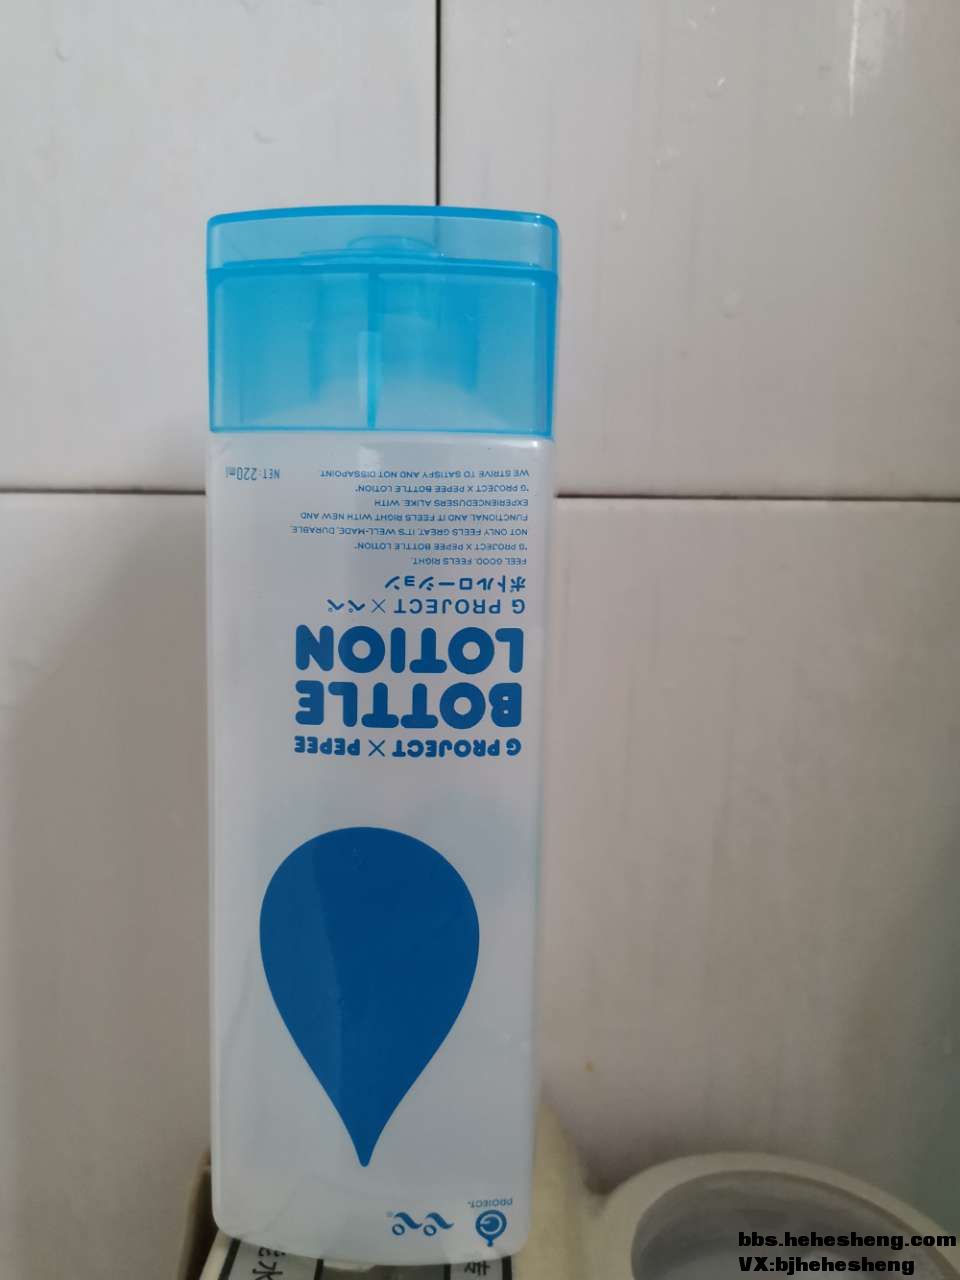 G PROJECT × PEPEE
BOTTLE
LOTION
G PROJECT × ペペ
ボトルローション
FEEL GOOD. FEELS RIGHT.
"G PROJECT X PEPEE BOTTLE LOTION".
NOT ONLY FEELS GREAT, IT'S WELL-MADE, DURABLE.
FUNCTIONAL AND IT FEELS RIGHT WITH NEW AND
EXPERIENCEDUSERS ALIKE. WITH
"G PROJECT X PEPEE BOTTLE LOTION".
WE STRIVE TO SATISFY AND NOT DISSAPOINT.
NET:220ml
G
PROJECT.
水
bbs.hehesheng.com
VX:bjhehesheng